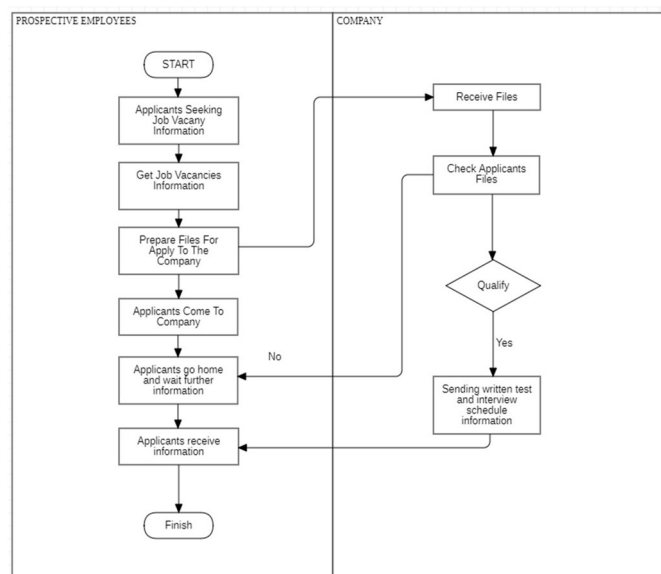 PROSPECTIVE EMPLOYEES
START
Applicants Seeking
Job Vacany
Information
Get Job Vacancies
Information
Prepare Files For
Apply To The
Company
Applicants Come To
Company
Applicants go home
and wait further
information
Applicants receive
information
Finish
No
COMPANY
Receive Files
Check Applicants
Files
Qualify
Yes
Sending written test
and interview
schedule
information